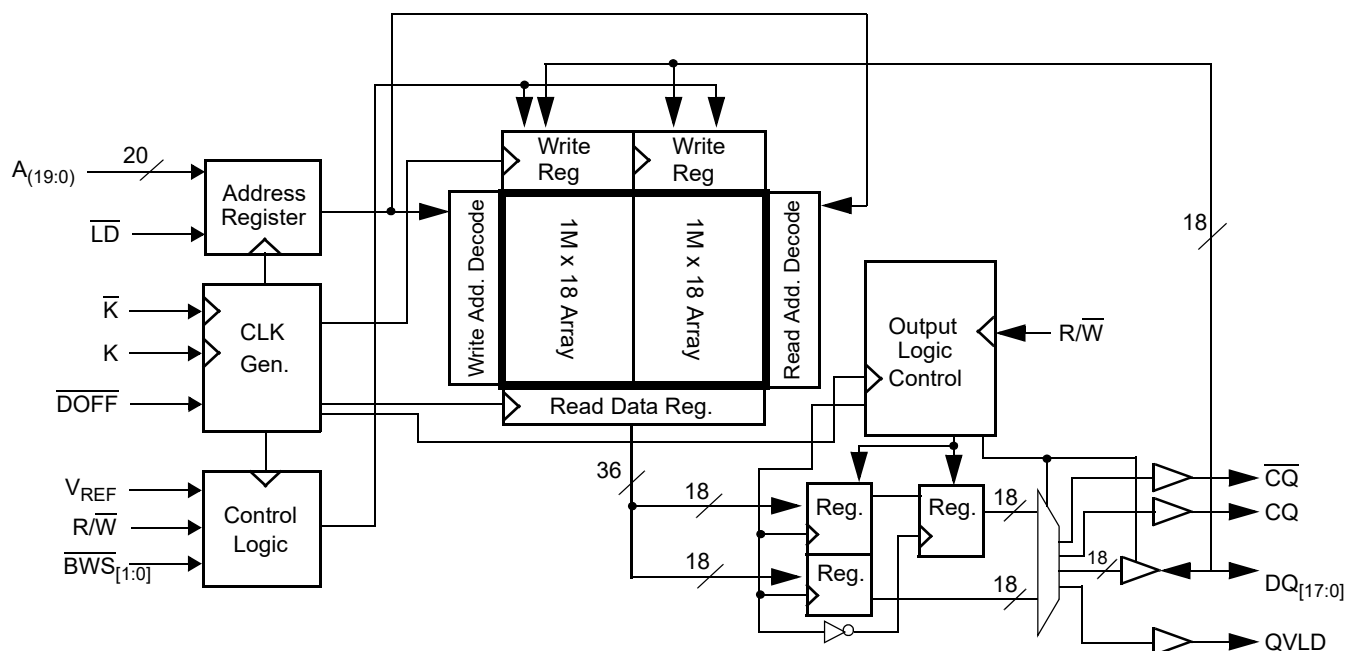 A(19:0)
20
LD
Address
Register
K
K
DOFF
CLK
Gen.
VREF
R/W
BWS[1:0]
Control
Logic
Write
Reg
Write
Reg
Write Add. Decode
1M x 18 Array
1M x 18 Array
Read Add. Decode
Read Data Reg.
18
Output
Logic
Control
R/W
36
18
18
Reg.
Reg.
Reg.
18
18
18
CQ
CQ
DQ[17:0]
QVLD